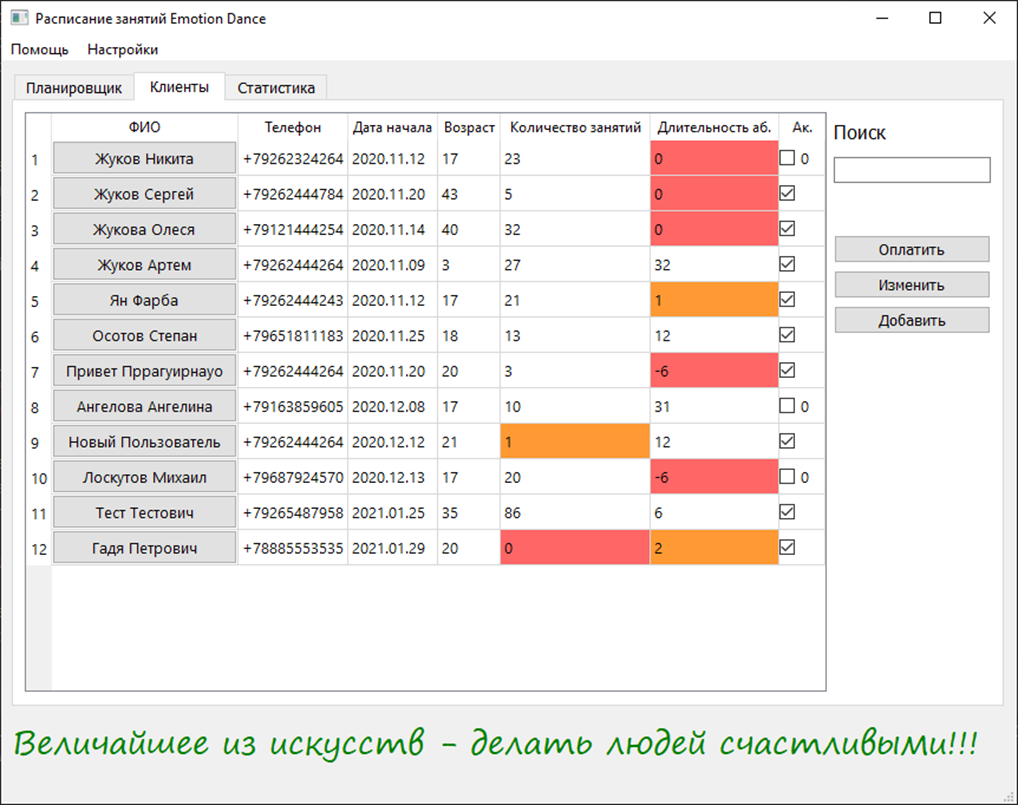 Расписание занятий Emotion Dance
Помощь Настройки
Планировщик Клиенты Статистика
ФИО Телефон Дата начала Возраст Количество занятий Длительность аб. Ак.
1 Жуков Никита +79262324264 2020.11.12 17 23 0 0
2 Жуков Сергей +79262444784 2020.11.20 43 5 0
3 Жукова Олеся +79121444254 2020.11.14 40 32 0
4 Жуков Артем +79262444264 2020.11.09 3 27 32
5 Ян Фарба +79262444243 2020.11.12 17 21 1
6 Осотов Степан +79651811183 2020.11.25 18 13 12
7 Привет Пррагуирнауо +79262444264 2020.11.20 20 3 -6
8 Ангелова Ангелина +79163859605 2020.12.08 17 10 31 0
9 Новый Пользователь +79262444264 2020.12.12 21 1 12
10 Лоскутов Михаил +79687924570 2020.12.13 17 20 -6 0
11 Тест Тестович +79265487958 2021.01.25 35 86 6
12 Гадя Петрович +78885553535 2021.01.29 20 0 2
Поиск
Оплатить
Изменить
Добавить
Величайшее из искусств - делать людей счастливыми!!!